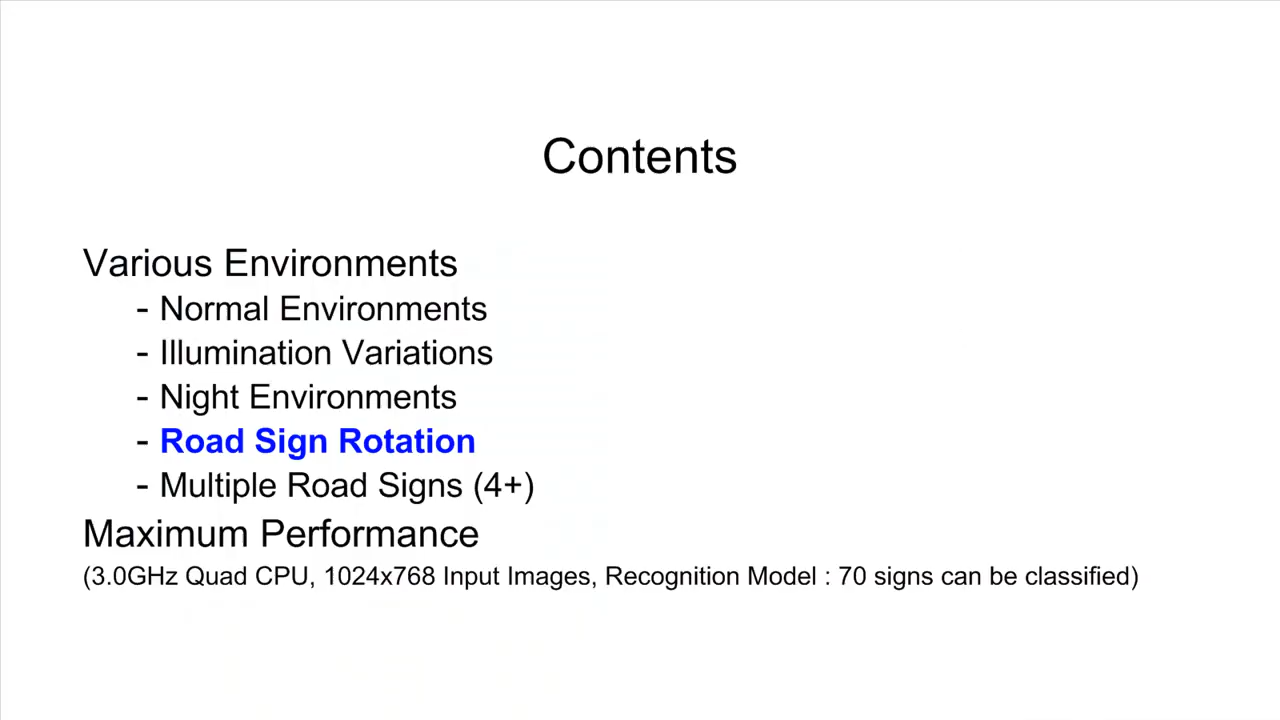 Contents
Various Environments
- Normal Environments
- Illumination Variations
- Night Environments
- Road Sign Rotation
- Multiple Road Signs (4+)
Maximum Performance
(3.0GHz Quad CPU, 1024x768 Input Images, Recognition Model : 70 signs can be classified)